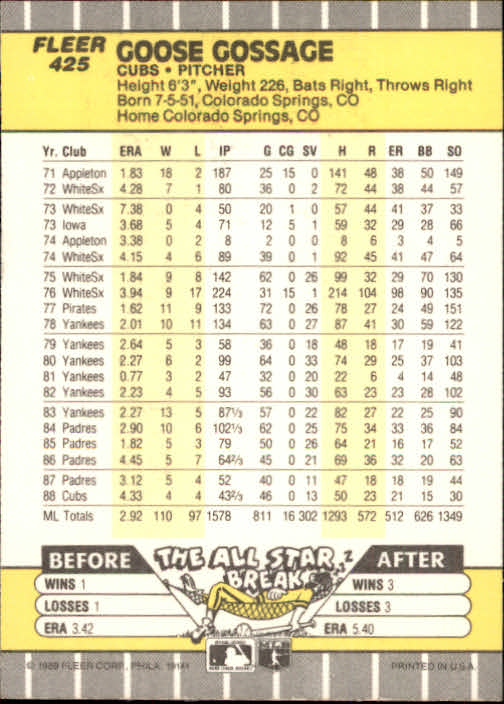 FLEER
425
GOOSE GOSSAGE
CUBS • PITCHER
Height 6'3", Weight 226, Bats Right, Throws Right
Born 7-5-51, Colorado Springs, CO
Home Colorado Springs, CO
Yr. Club ERA W L IP G CG SV H R ER BB SO
71 Appleton 1.83 18 2 187 25 15 0 141 48 38 50 149
72 WhiteSx 4.28 7 1 80 36 0 2 72 44 38 44 57
73 WhiteSx 7.38 0 4 50 20 1 0 57 44 41 37 33
73 Iowa 3.68 5 4 71 12 5 1 59 32 29 28 66
74 Appleton 3.38 0 2 8 2 0 0 8 6 3 4 5
74 WhiteSx 4.15 4 6 89 39 0 1 92 45 41 47 64
75 WhiteSx 1.84 9 8 142 62 0 26 99 32 29 70 130
76 WhiteSx 3.94 9 17 224 31 15 1 214 104 98 90 135
77 Pirates 1.62 11 9 133 72 0 26 78 27 24 49 151
78 Yankees 2.01 10 11 134 63 0 27 87 41 30 59 122
79 Yankees 2.64 5 3 58 36 0 18 48 18 17 19 41
80 Yankees 2.27 6 2 99 64 0 33 74 29 25 37 103
81 Yankees 0.77 3 2 47 32 0 20 22 6 4 14 48
82 Yankees 2.23 4 5 93 56 0 30 63 23 23 28 102
83 Yankees 2.27 13 5 87⅓ 57 0 22 82 27 22 25 90
84 Padres 2.90 10 6 102⅓ 62 0 25 75 34 33 36 84
85 Padres 1.82 5 3 79 50 0 26 64 21 16 17 52
86 Padres 4.45 5 7 64⅔ 45 0 21 69 36 32 20 63
87 Padres 3.12 5 4 52 40 0 11 47 18 18 19 44
88 Cubs 4.33 4 4 43⅔ 46 0 13 50 23 21 15 30
ML Totals 2.92 110 97 1578 811 16 302 1293 572 512 626 1349
BEFORE THE ALL STAR BREAK Z Z AFTER
WINS 1 WINS 3
LOSSES 1 LOSSES 3
ERA 3.42 ERA 5.40
© 1989 FLEER CORP., PHILA. 19141 PRINTED IN U.S.A.